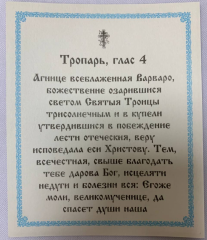 Тропарь, глас 4
Агнице всеблаженная Варваро,
божественне озарившися
светом Святыя Троицы
трисолнечным и в купели
утвердившися в побеждение
лести отеческия, веру
исповедала еси Христову. Тем,
всечестная, свыше благодать
тебе дарова Бог, исцеляти
недуги и болезни вся: Егоже
моли, великомученице, да
спасет души наша